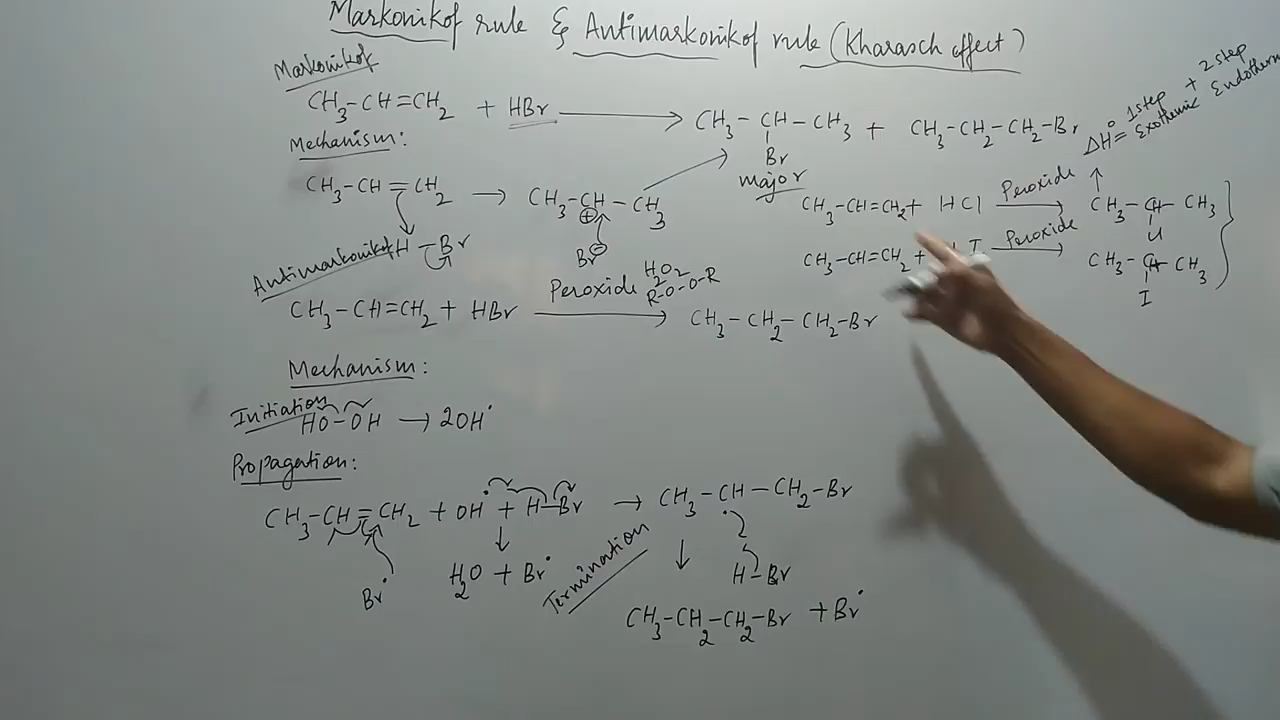 Markonikof rule & Antimarkonikof rule (Kharasch effect)
Markonikof
CH3-CH=CH2 + HBr → CH3-CH-CH3 + CH3-CH2-CH2-Br
Br
major
Mechanism:
CH3-CH=CH2 → CH3-CH-CH3
⊕
H-Br
Br⊖
ΔH°= 1step + 2step
Exothemic Endotherm
CH3-CH=CH2 + HCl Peroxide → CH3-CH-CH3
Cl
CH3-CH=CH2 + I Peroxide → CH3-CH-CH3
I
Antimarkonikof
CH3-CH=CH2 + HBr Peroxide H2O2 R-O-O-R → CH3-CH2-CH2-Br
Mechanism:
Initiation
HO-OH → 2OH•
Propagation:
CH3-CH=CH2 + OH• + H-Br → CH3-CH-CH2-Br
Br•
↓
H2O + Br•
Termination
↓ H-Br
CH3-CH2-CH2-Br + Br•